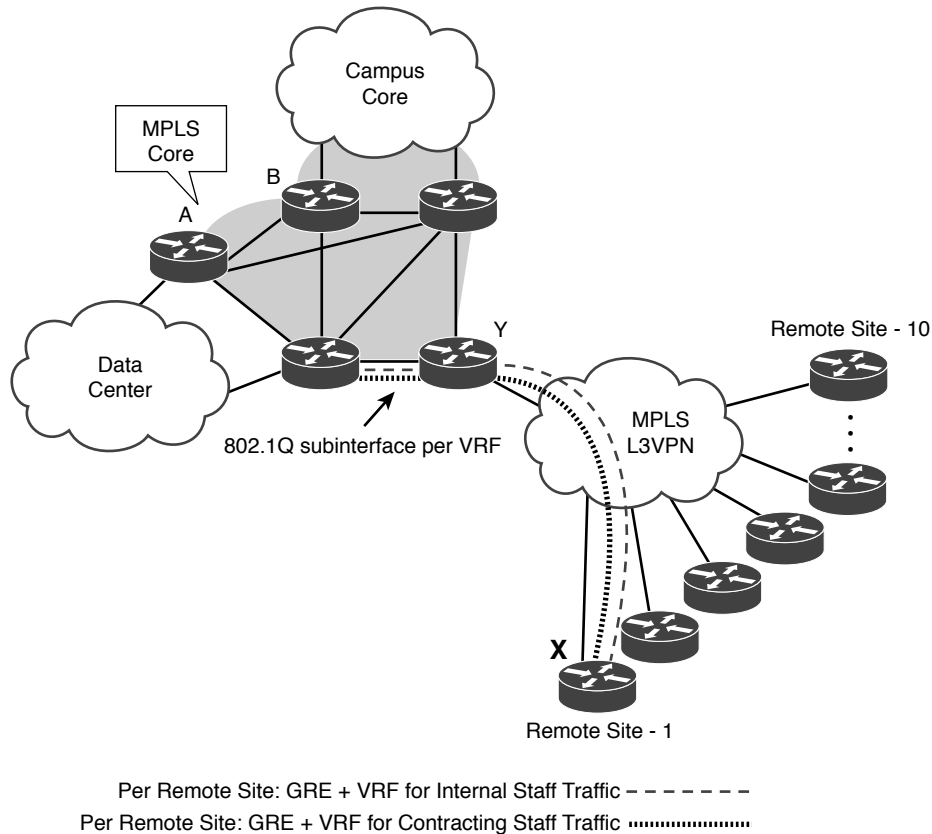 Campus
Core
MPLS
Core
B
A
Y
Data
Center
802.1Q subinterface per VRF
MPLS
L3VPN
Remote Site - 10
X
Remote Site - 1
Per Remote Site: GRE + VRF for Internal Staff Traffic
Per Remote Site: GRE + VRF for Contracting Staff Traffic